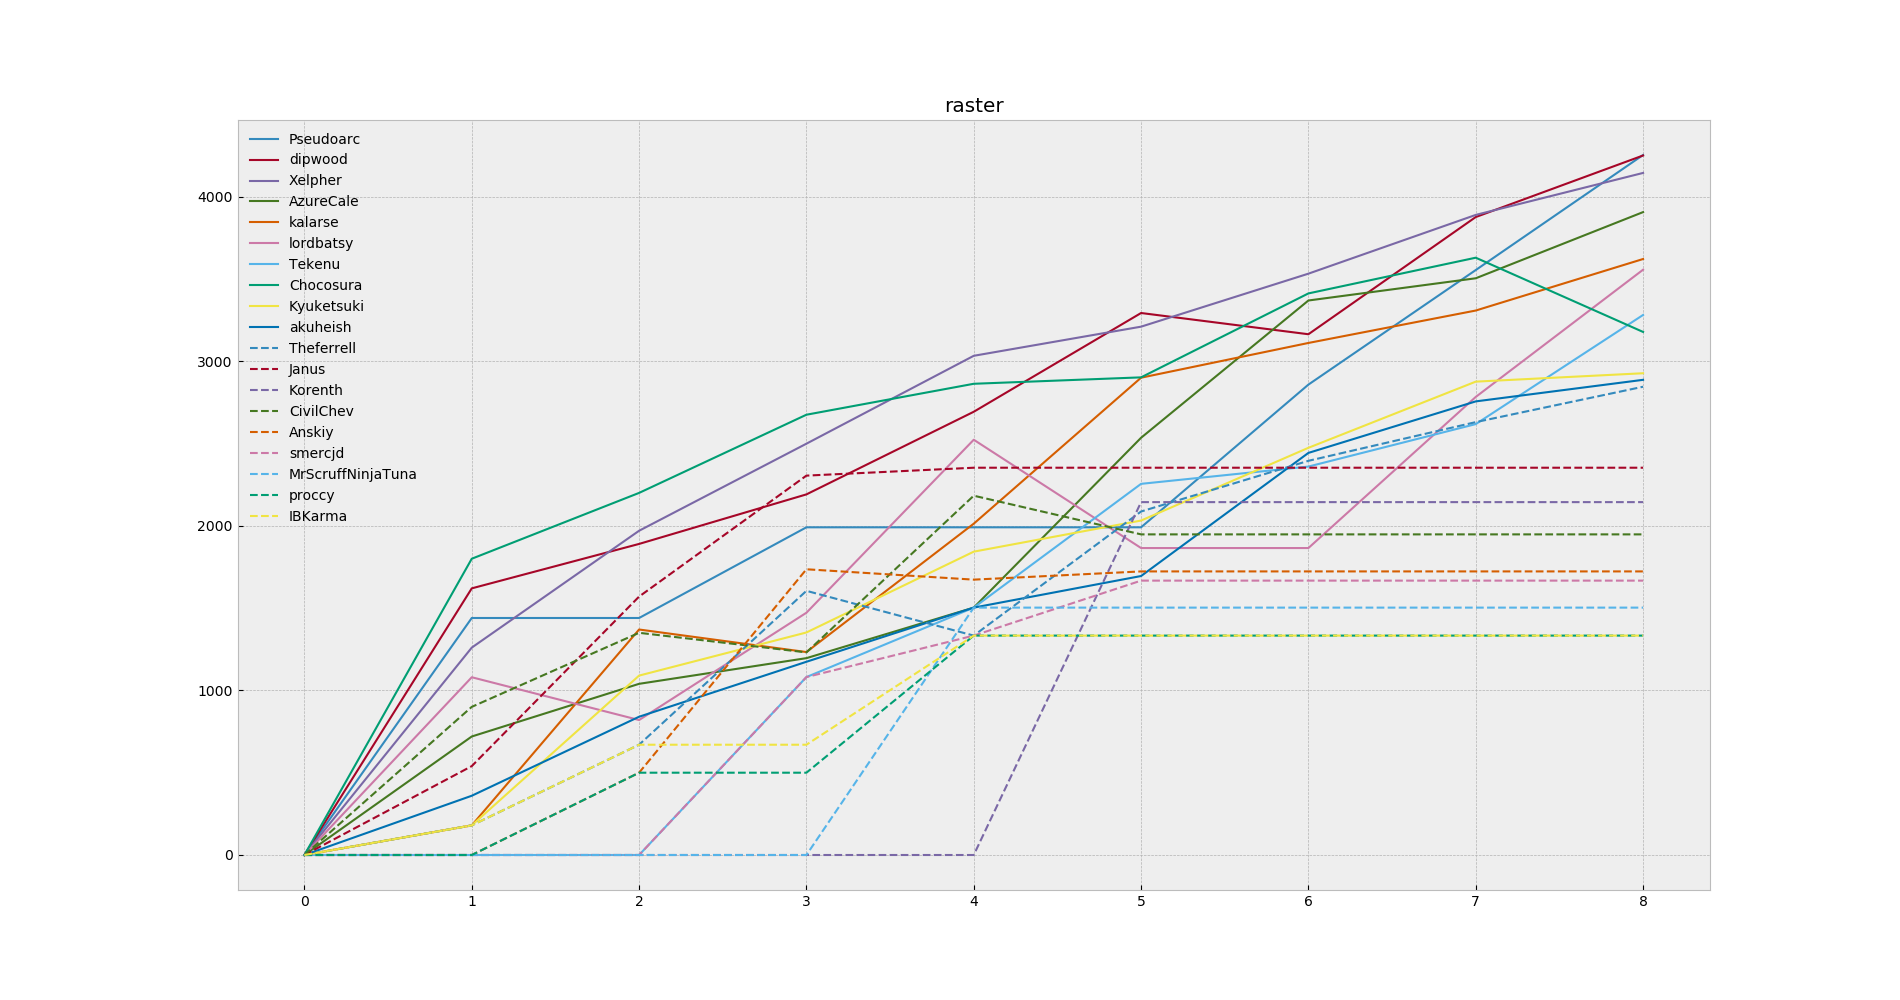 raster
Pseudoarc
dipwood
Xelpher
AzureCale
kalarse
lordbatsy
Tekenu
Chocosura
Kyuketsuki
akuheish
Theferrell
Janus
Korenth
CivilChev
Anskiy
smercjd
MrScruffNinjaTuna
proccy
IBKarma
4000
3000
2000
1000
0
0 1 2 3 4 5 6 7 8